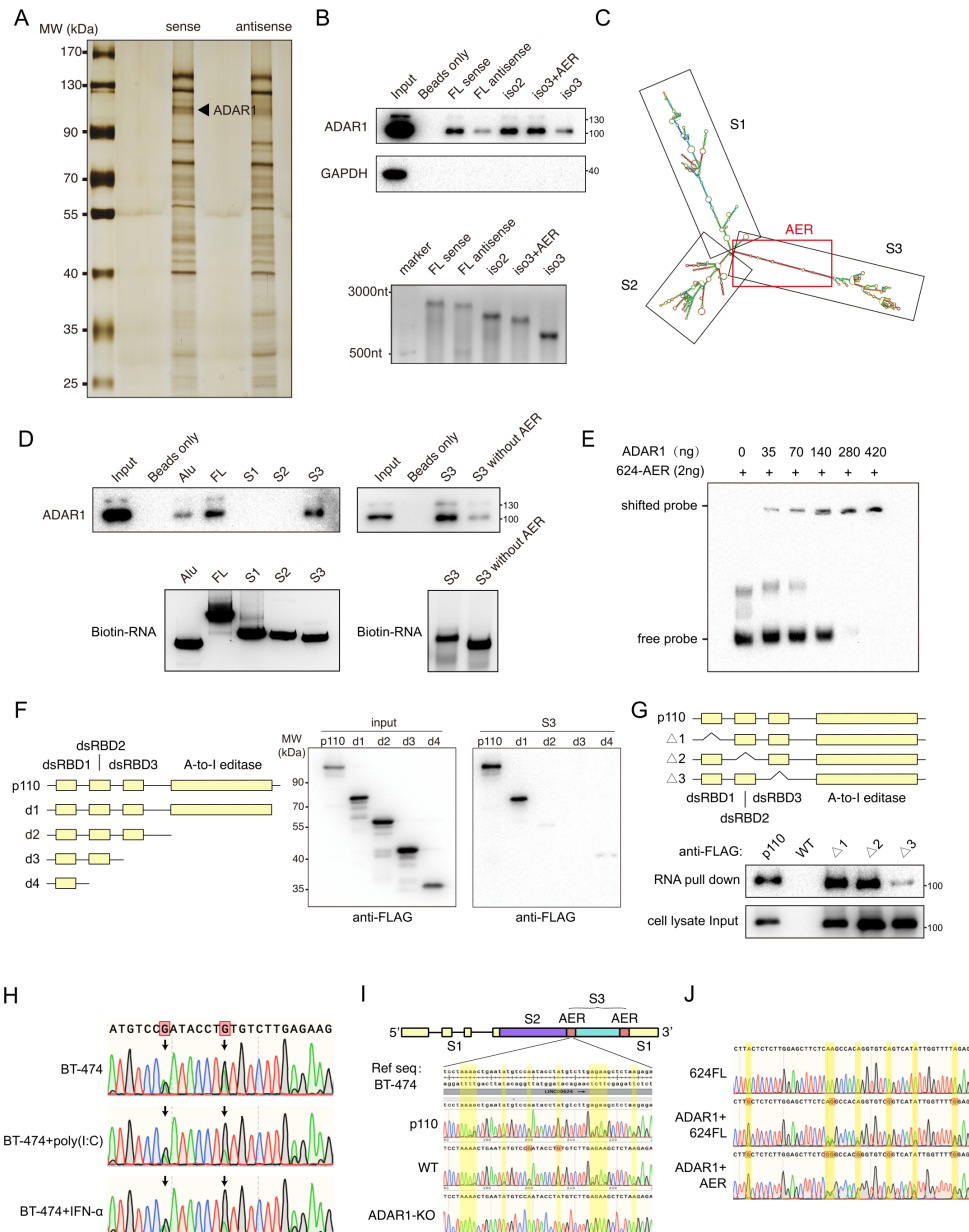 A
MW (kDa)
sense
antisense
170
130
90
70
55
40
35
25
ADAR1
B
Input
Beads only
FL sense
FL antisense
iso2
iso3+AER
iso3
ADAR1
130
100
GAPDH
40
marker
FL sense
FL antisense
iso2
iso3+AER
iso3
3000nt
500nt
C
S1
AER
S3
S2
D
Input
Beads only
Alu
FL
S1
S2
S3
ADAR1
Input
Beads only
S3
S3 without AER
130
100
Alu
FL
S1
S2
S3
Biotin-RNA
S3
S3 without AER
Biotin-RNA
E
ADAR1 (ng) 0 35 70 140 280 420
624-AER (2ng) + + + + + +
shifted probe
free probe
F
dsRBD2
dsRBD1
dsRBD3
A-to-I editase
p110
d1
d2
d3
d4
input
MW
(kDa)
p110 d1 d2 d3 d4
90
70
55
40
35
anti-FLAG
S3
p110 d1 d2 d3 d4
anti-FLAG
G
p110
△1
△2
△3
dsRBD1
dsRBD3
A-to-I editase
dsRBD2
anti-FLAG:
p110
WT
△1
△2
△3
RNA pull down
100
cell lysate Input
100
H
ATGTCCGATACCTGTGTCTTGAGAAG
BT-474
BT-474+poly(I:C)
BT-474+IFN-α
I
S3
AER
AER
S2
5'
3'
S1
S1
Ref seq :
BT-474
tcctaaaactgaatatgtccaatacctatgtcttgagaagctctaagaga
aggattttgacttatacaggttatggatacagaactcttcgagattctct
LINC00624
tcctaaaactgaatatgtccaatacctatgtcttgagaagctctaagaga
p110
WT
TCCTAAAACTGAATATGTCCAATACCTATGTCTTGAGAAGCTCTAAGAGA
ADAR1-KO
J
CTTACTCTCTTGGAGCTTCTCAAGCCACAGGTGTCAGTCATATTGGTTTTAG
624FL
ADAR1+
624FL
ADAR1+
AER